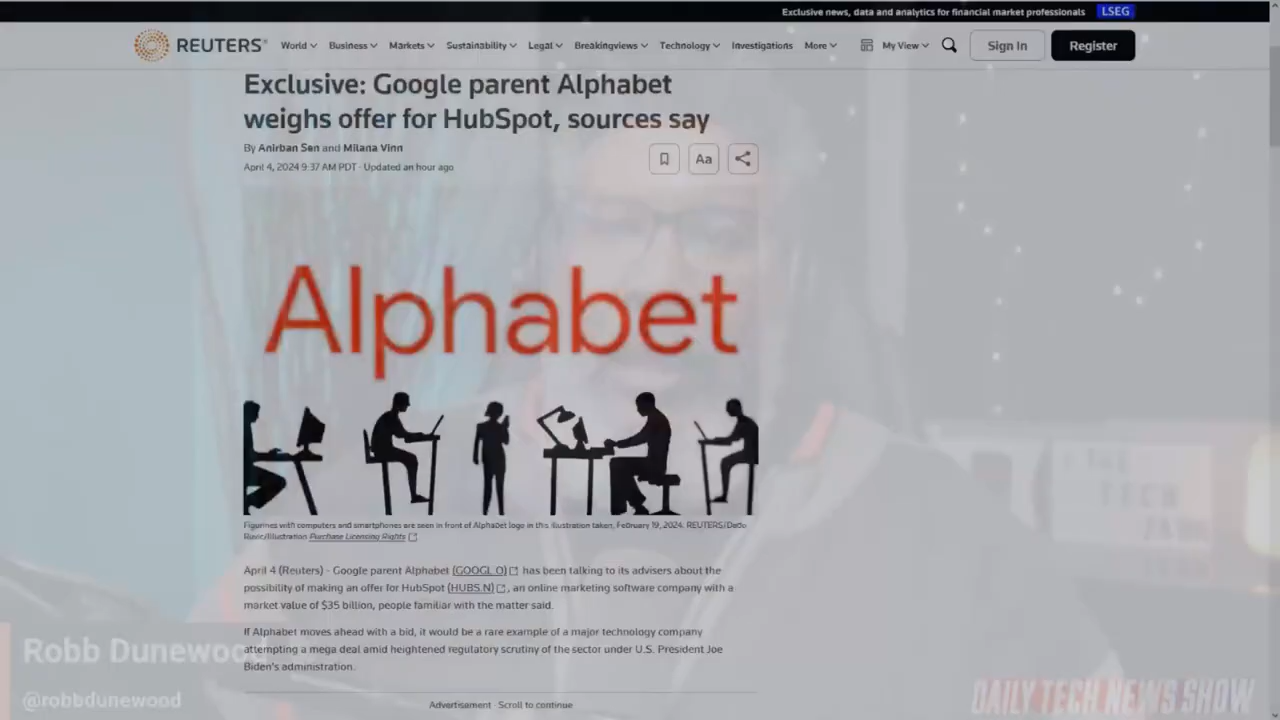 Exclusive news, data and analytics for financial market professionals LSEG
REUTERS World Business Markets Sustainability Legal Breakingviews Technology Investigations More My View Sign In Register
Exclusive: Google parent Alphabet
weighs offer for HubSpot, sources say
By Anirban Sen and Milana Vinn
April 4, 2024 9:37 AM PDT · Updated an hour ago
Aa
Alphabet
Figurines with computers and smartphones are seen in front of Alphabet logo in this illustration taken, February 19, 2024. REUTERS/Dado
Ruvic/Illustration Purchase Licensing Rights
April 4 (Reuters) - Google parent Alphabet (GOOGL.O) has been talking to its advisers about the
possibility of making an offer for HubSpot (HUBS.N), an online marketing software company with a
market value of $35 billion, people familiar with the matter said.
If Alphabet moves ahead with a bid, it would be a rare example of a major technology company
attempting a mega deal amid heightened regulatory scrutiny of the sector under U.S. President Joe
Biden's administration.
Advertisement · Scroll to continue
Robb Dunewood
@robbdunewood
DAILY TECH NEWS SHOW
THE
TECH